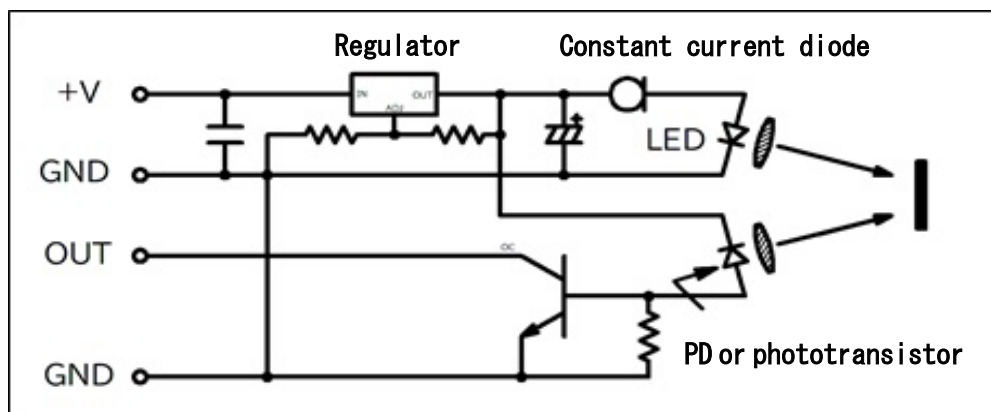 Regulator
Constant current diode
+V
IN
OUT
ADJ
LED
GND
OUT
OC
PD or phototransistor
GND